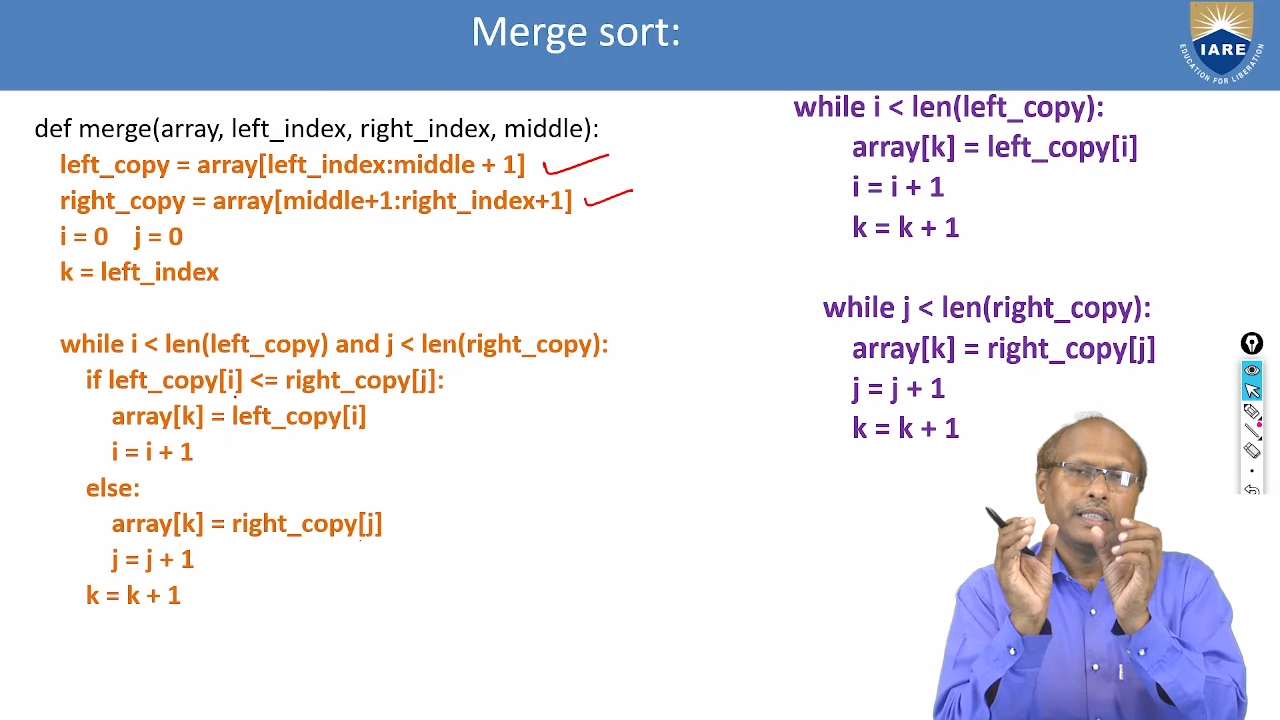 Merge sort:
IARE
EDUCATION FOR LIBERATION
def merge(array, left_index, right_index, middle):
left_copy = array[left_index:middle + 1]
right_copy = array[middle+1:right_index+1]
i = 0    j = 0
k = left_index
while i < len(left_copy) and j < len(right_copy):
if left_copy[i] <= right_copy[j]:
array[k] = left_copy[i]
i = i + 1
else:
array[k] = right_copy[j]
j = j + 1
k = k + 1
while i < len(left_copy):
array[k] = left_copy[i]
i = i + 1
k = k + 1
while j < len(right_copy):
array[k] = right_copy[j]
j = j + 1
k = k + 1